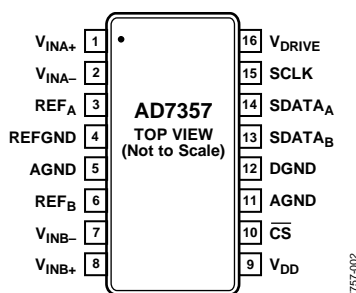 VINA+ 1
VINA– 2
REFA 3
REFGND 4
AGND 5
REFB 6
VINB– 7
VINB+ 8
AD7357
TOP VIEW
(Not to Scale)
16 VDRIVE
15 SCLK
14 SDATAA
13 SDATAB
12 DGND
11 AGND
10 CS
9 VDD
757-002